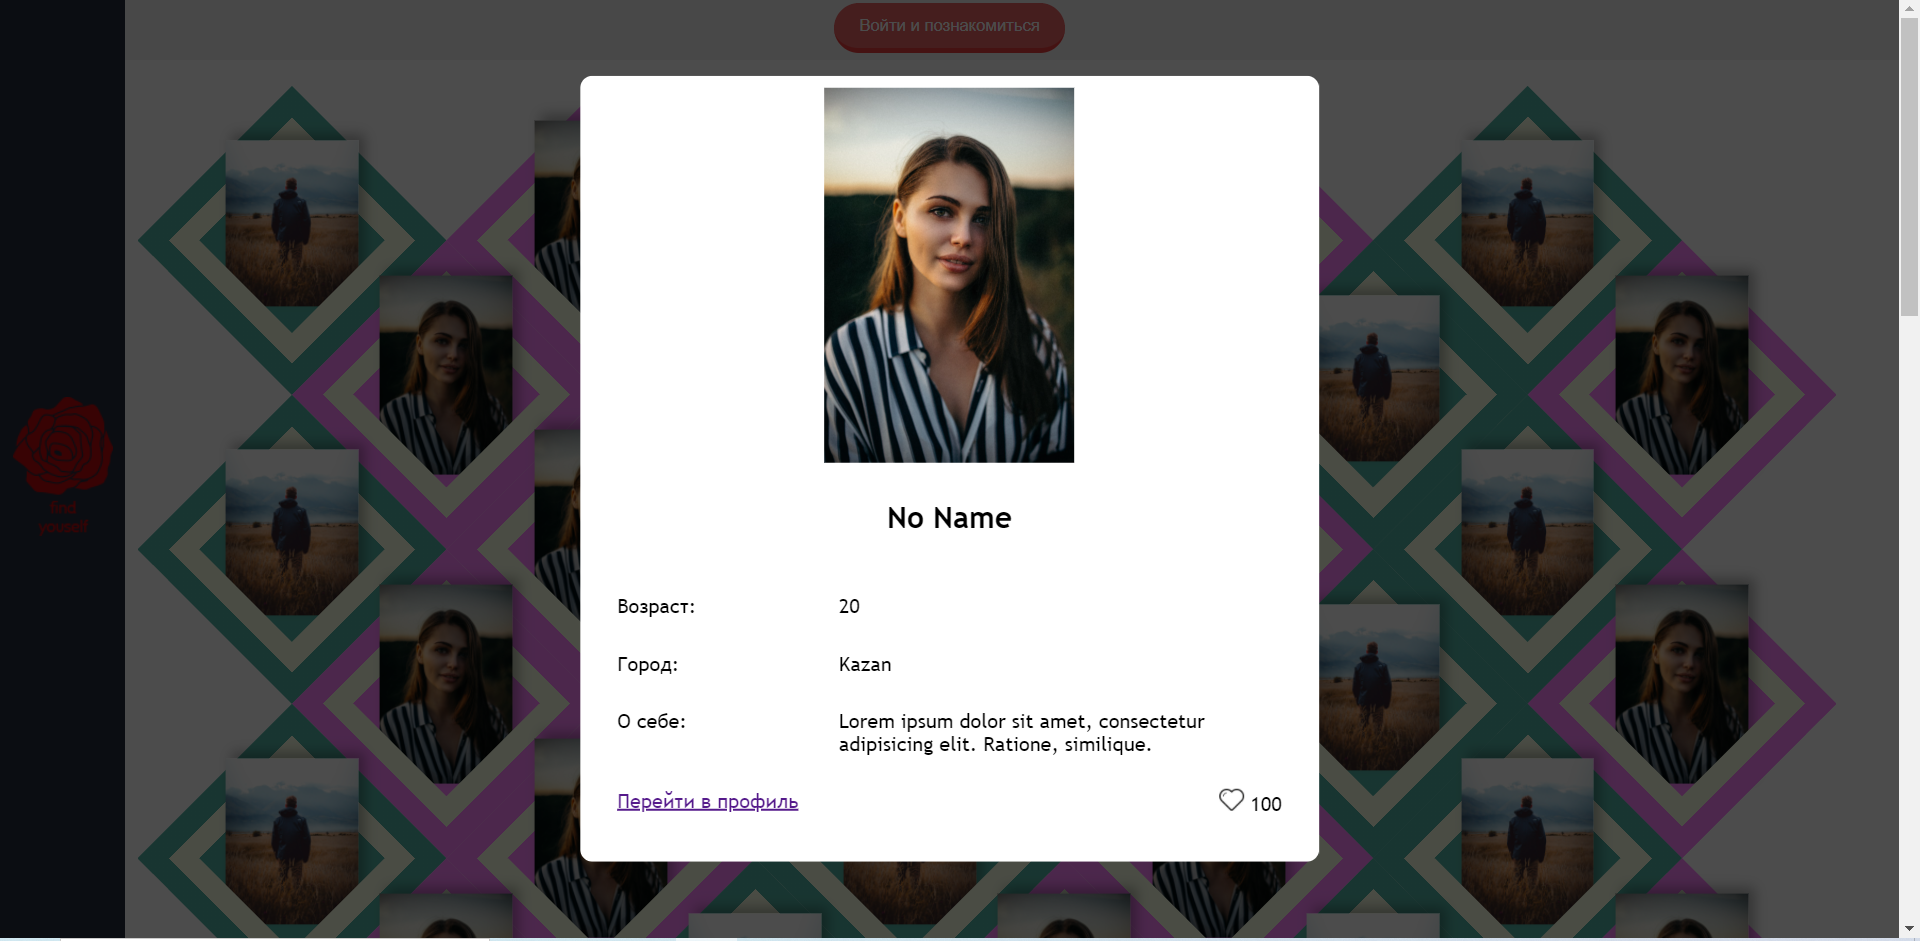 Войти и познакомиться
find
youself
No Name
Возраст: 20
Город: Kazan
О себе: Lorem ipsum dolor sit amet, consectetur
adipisicing elit. Ratione, similique.
Перейти в профиль 100